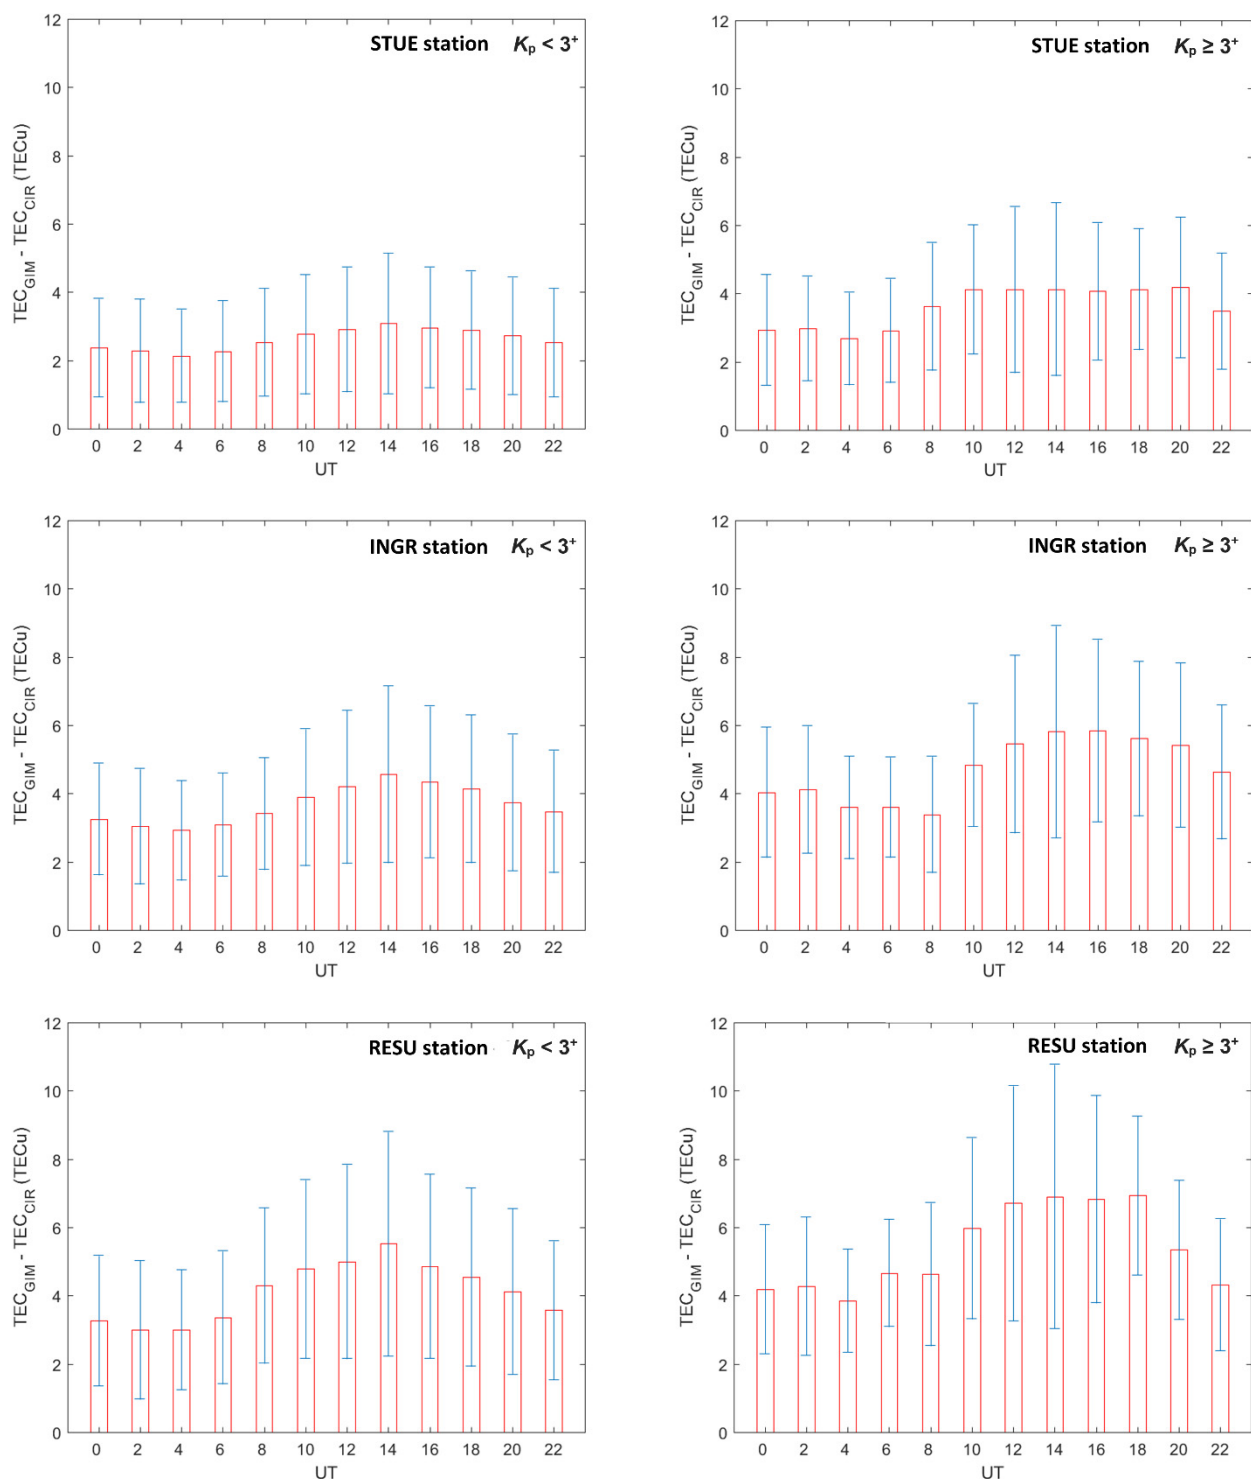 STUE station Kp < 3+
12
10
8
6
4
2
0
TECGIM - TECCIR (TECu)
0 2 4 6 8 10 12 14 16 18 20 22
UT
STUE station Kp ≥ 3+
12
10
8
6
4
2
0
TECGIM - TECCIR (TECu)
0 2 4 6 8 10 12 14 16 18 20 22
UT
INGR station Kp < 3+
12
10
8
6
4
2
0
TECGIM - TECCIR (TECu)
0 2 4 6 8 10 12 14 16 18 20 22
UT
INGR station Kp ≥ 3+
12
10
8
6
4
2
0
TECGIM - TECCIR (TECu)
0 2 4 6 8 10 12 14 16 18 20 22
UT
RESU station Kp < 3+
12
10
8
6
4
2
0
TECGIM - TECCIR (TECu)
0 2 4 6 8 10 12 14 16 18 20 22
UT
RESU station Kp ≥ 3+
12
10
8
6
4
2
0
TECGIM - TECCIR (TECu)
0 2 4 6 8 10 12 14 16 18 20 22
UT